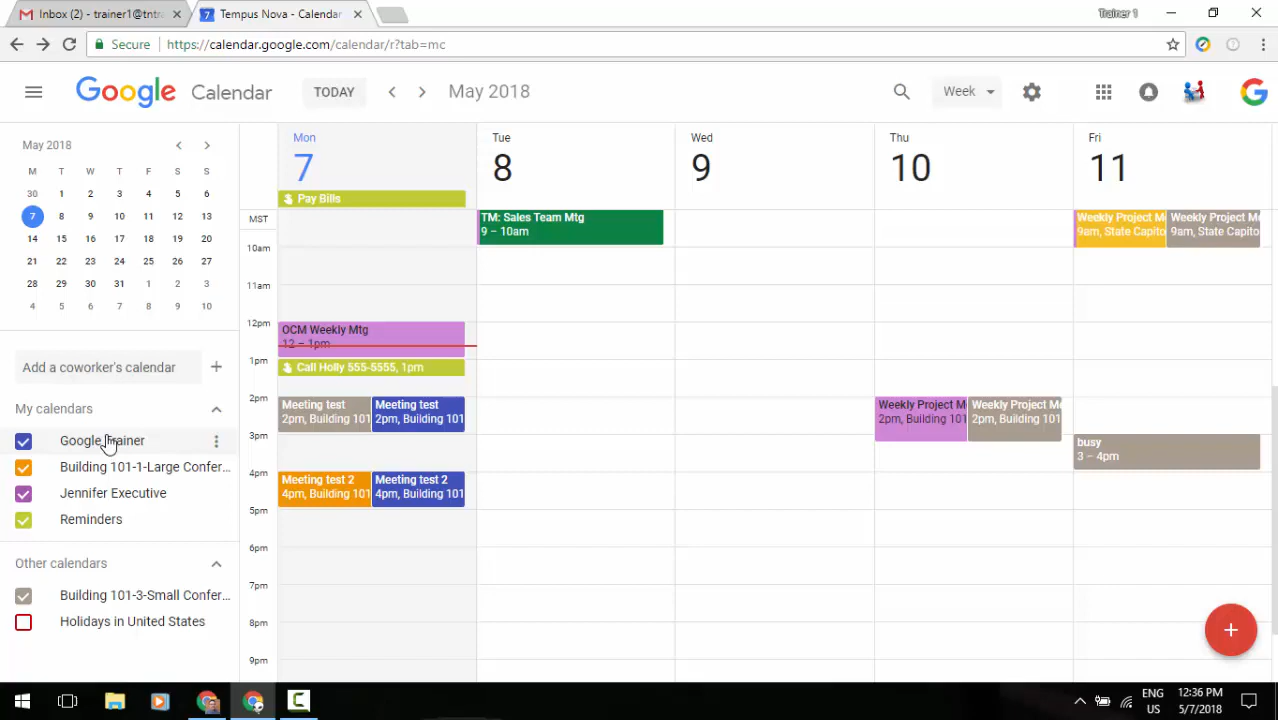 Inbox (2) - trainer1@tntra
Tempus Nova - Calendar
Trainer 1
Secure
https://calendar.google.com/calendar/r?tab=mc
Google Calendar
TODAY
May 2018
Week
May 2018
M T W T F S S
30 1 2 3 4 5 6
7 8 9 10 11 12 13
14 15 16 17 18 19 20
21 22 23 24 25 26 27
28 29 30 31 1 2 3
4 5 6 7 8 9 10
Add a coworker's calendar
My calendars
Google Trainer
Building 101-1-Large Confer...
Jennifer Executive
Reminders
Other calendars
Building 101-3-Small Confer...
Holidays in United States
Mon Tue Wed Thu Fri
7 8 9 10 11
Pay Bills
MST
10am
11am
12pm
1pm
2pm
3pm
4pm
5pm
6pm
7pm
8pm
9pm
OCM Weekly Mtg
12 – 1pm
Call Holly 555-5555, 1pm
Meeting test
2pm, Building 101
Meeting test
2pm, Building 101
Meeting test 2
4pm, Building 101
Meeting test 2
4pm, Building 101
TM: Sales Team Mtg
9 – 10am
Weekly Project M
2pm, Building 101
Weekly Project Me
2pm, Building 101
Weekly Project M
9am, State Capito
Weekly Project Me
9am, State Capito
busy
3 – 4pm
ENG
US
12:36 PM
5/7/2018